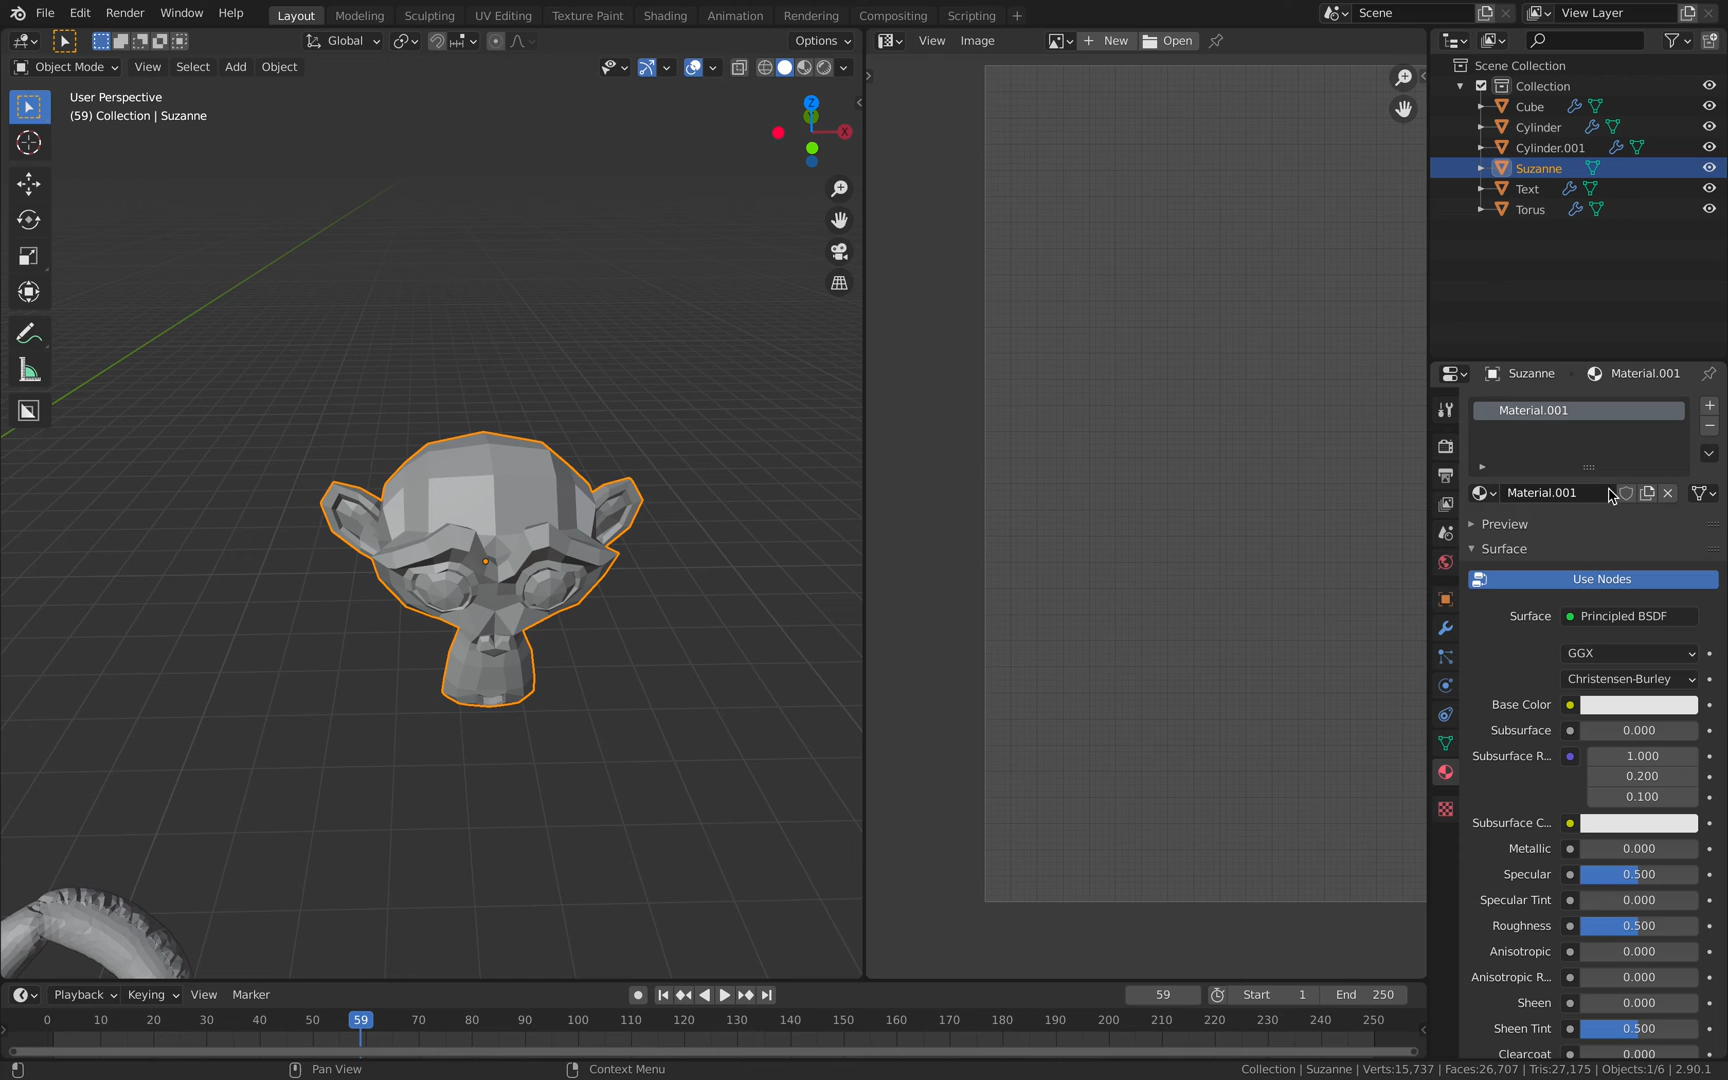 File Edit Render Window Help Layout Modeling Sculpting UV Editing Texture Paint Shading Animation Rendering Compositing Scripting + Scene View Layer
Global Options View Image + New Open
Object Mode View Select Add Object
User Perspective
(59) Collection | Suzanne
Z
X
Scene Collection
Collection
Cube
Cylinder
Cylinder.001
Suzanne
Text
Torus
Suzanne Material.001
Material.001
Material.001
Preview
Surface
Use Nodes
Surface Principled BSDF
GGX
Christensen-Burley
Base Color
Subsurface 0.000
Subsurface R... 1.000
0.200
0.100
Subsurface C...
Metallic 0.000
Specular 0.500
Specular Tint 0.000
Roughness 0.500
Anisotropic 0.000
Anisotropic R... 0.000
Sheen 0.000
Sheen Tint 0.500
Clearcoat 0.000
Playback Keying View Marker 59 Start 1 End 250
0 10 20 30 40 50 59 70 80 90 100 110 120 130 140 150 160 170 180 190 200 210 220 230 240 250
Pan View Context Menu Collection | Suzanne | Verts:15,737 | Faces:26,707 | Tris:27,175 | Objects:1/6 | 2.90.1